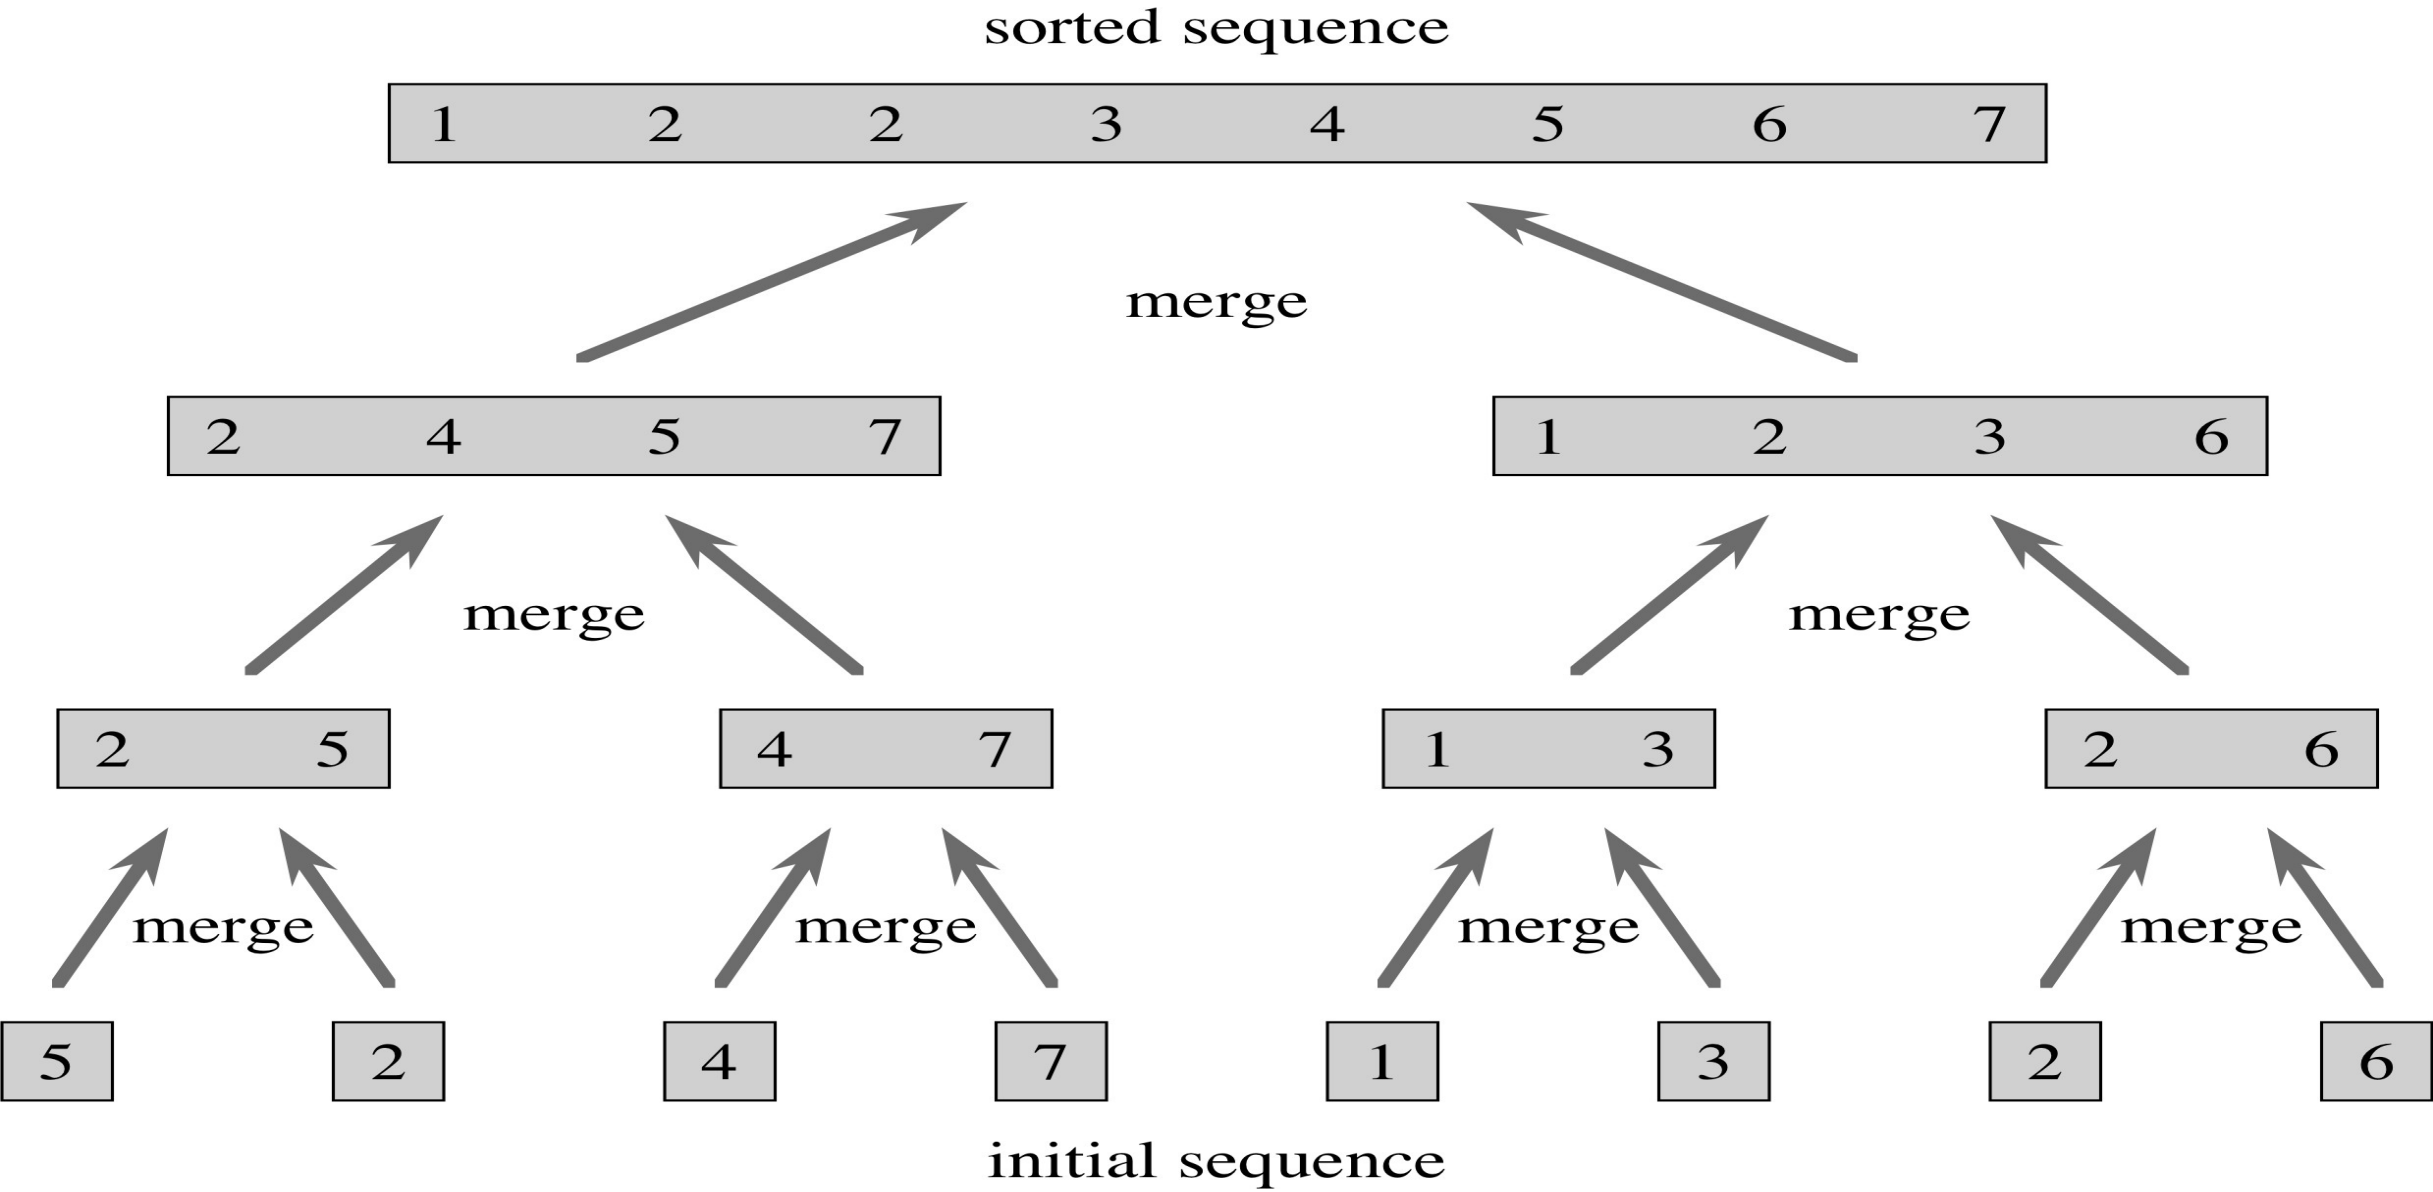 sorted sequence
1 2 2 3 4 5 6 7
merge
2 4 5 7 1 2 3 6
merge merge
2 5 4 7 1 3 2 6
merge merge merge merge
5 2 4 7 1 3 2 6
initial sequence